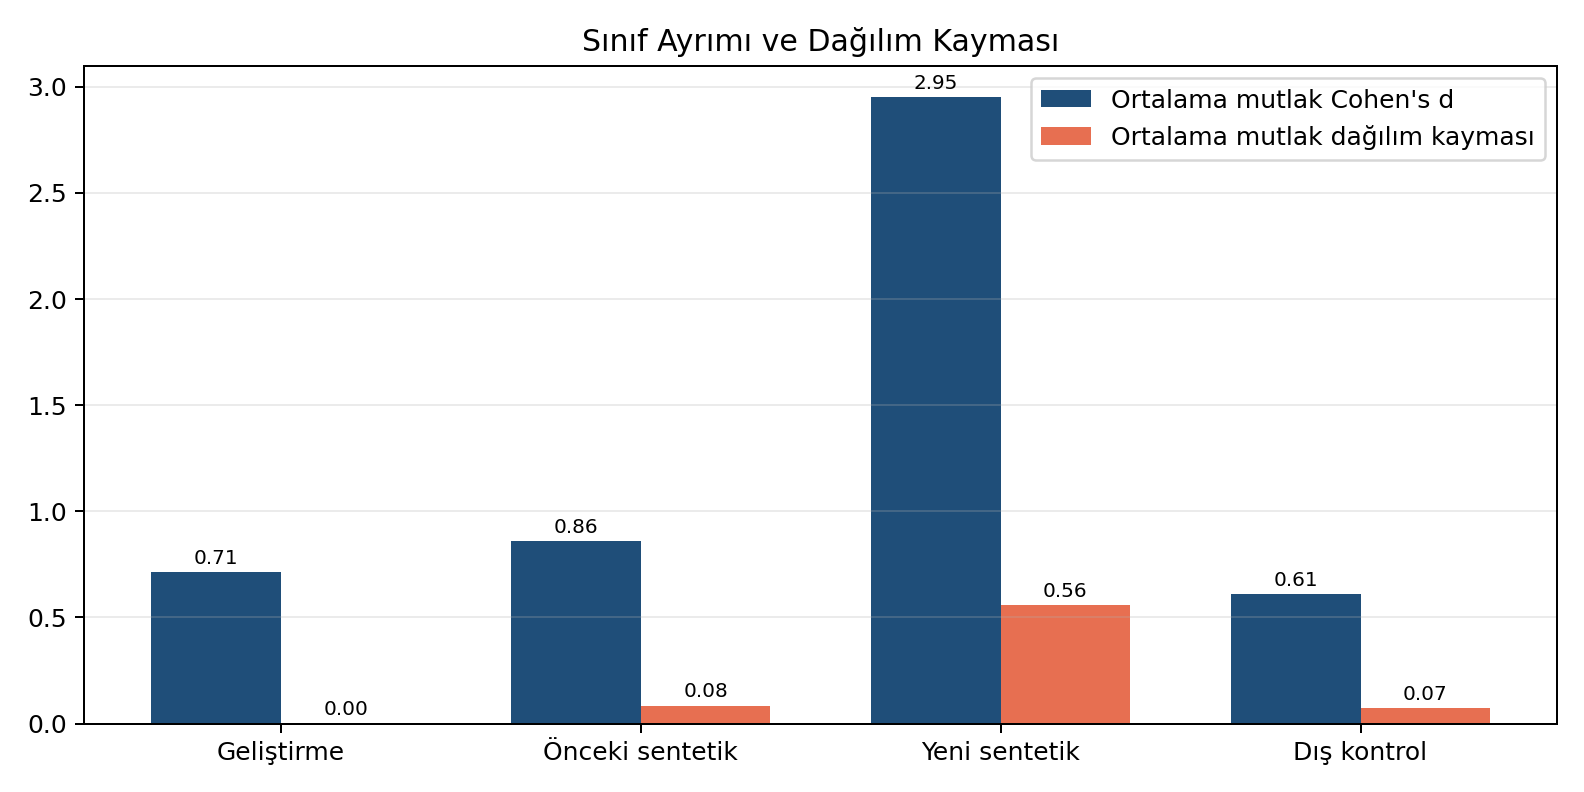 Sınıf Ayrımı ve Dağılım Kayması
Ortalama mutlak Cohen's d
Ortalama mutlak dağılım kayması
3.0
2.5
2.0
1.5
1.0
0.5
0.0
0.71
0.00
0.86
0.08
2.95
0.56
0.61
0.07
Geliştirme
Önceki sentetik
Yeni sentetik
Dış kontrol